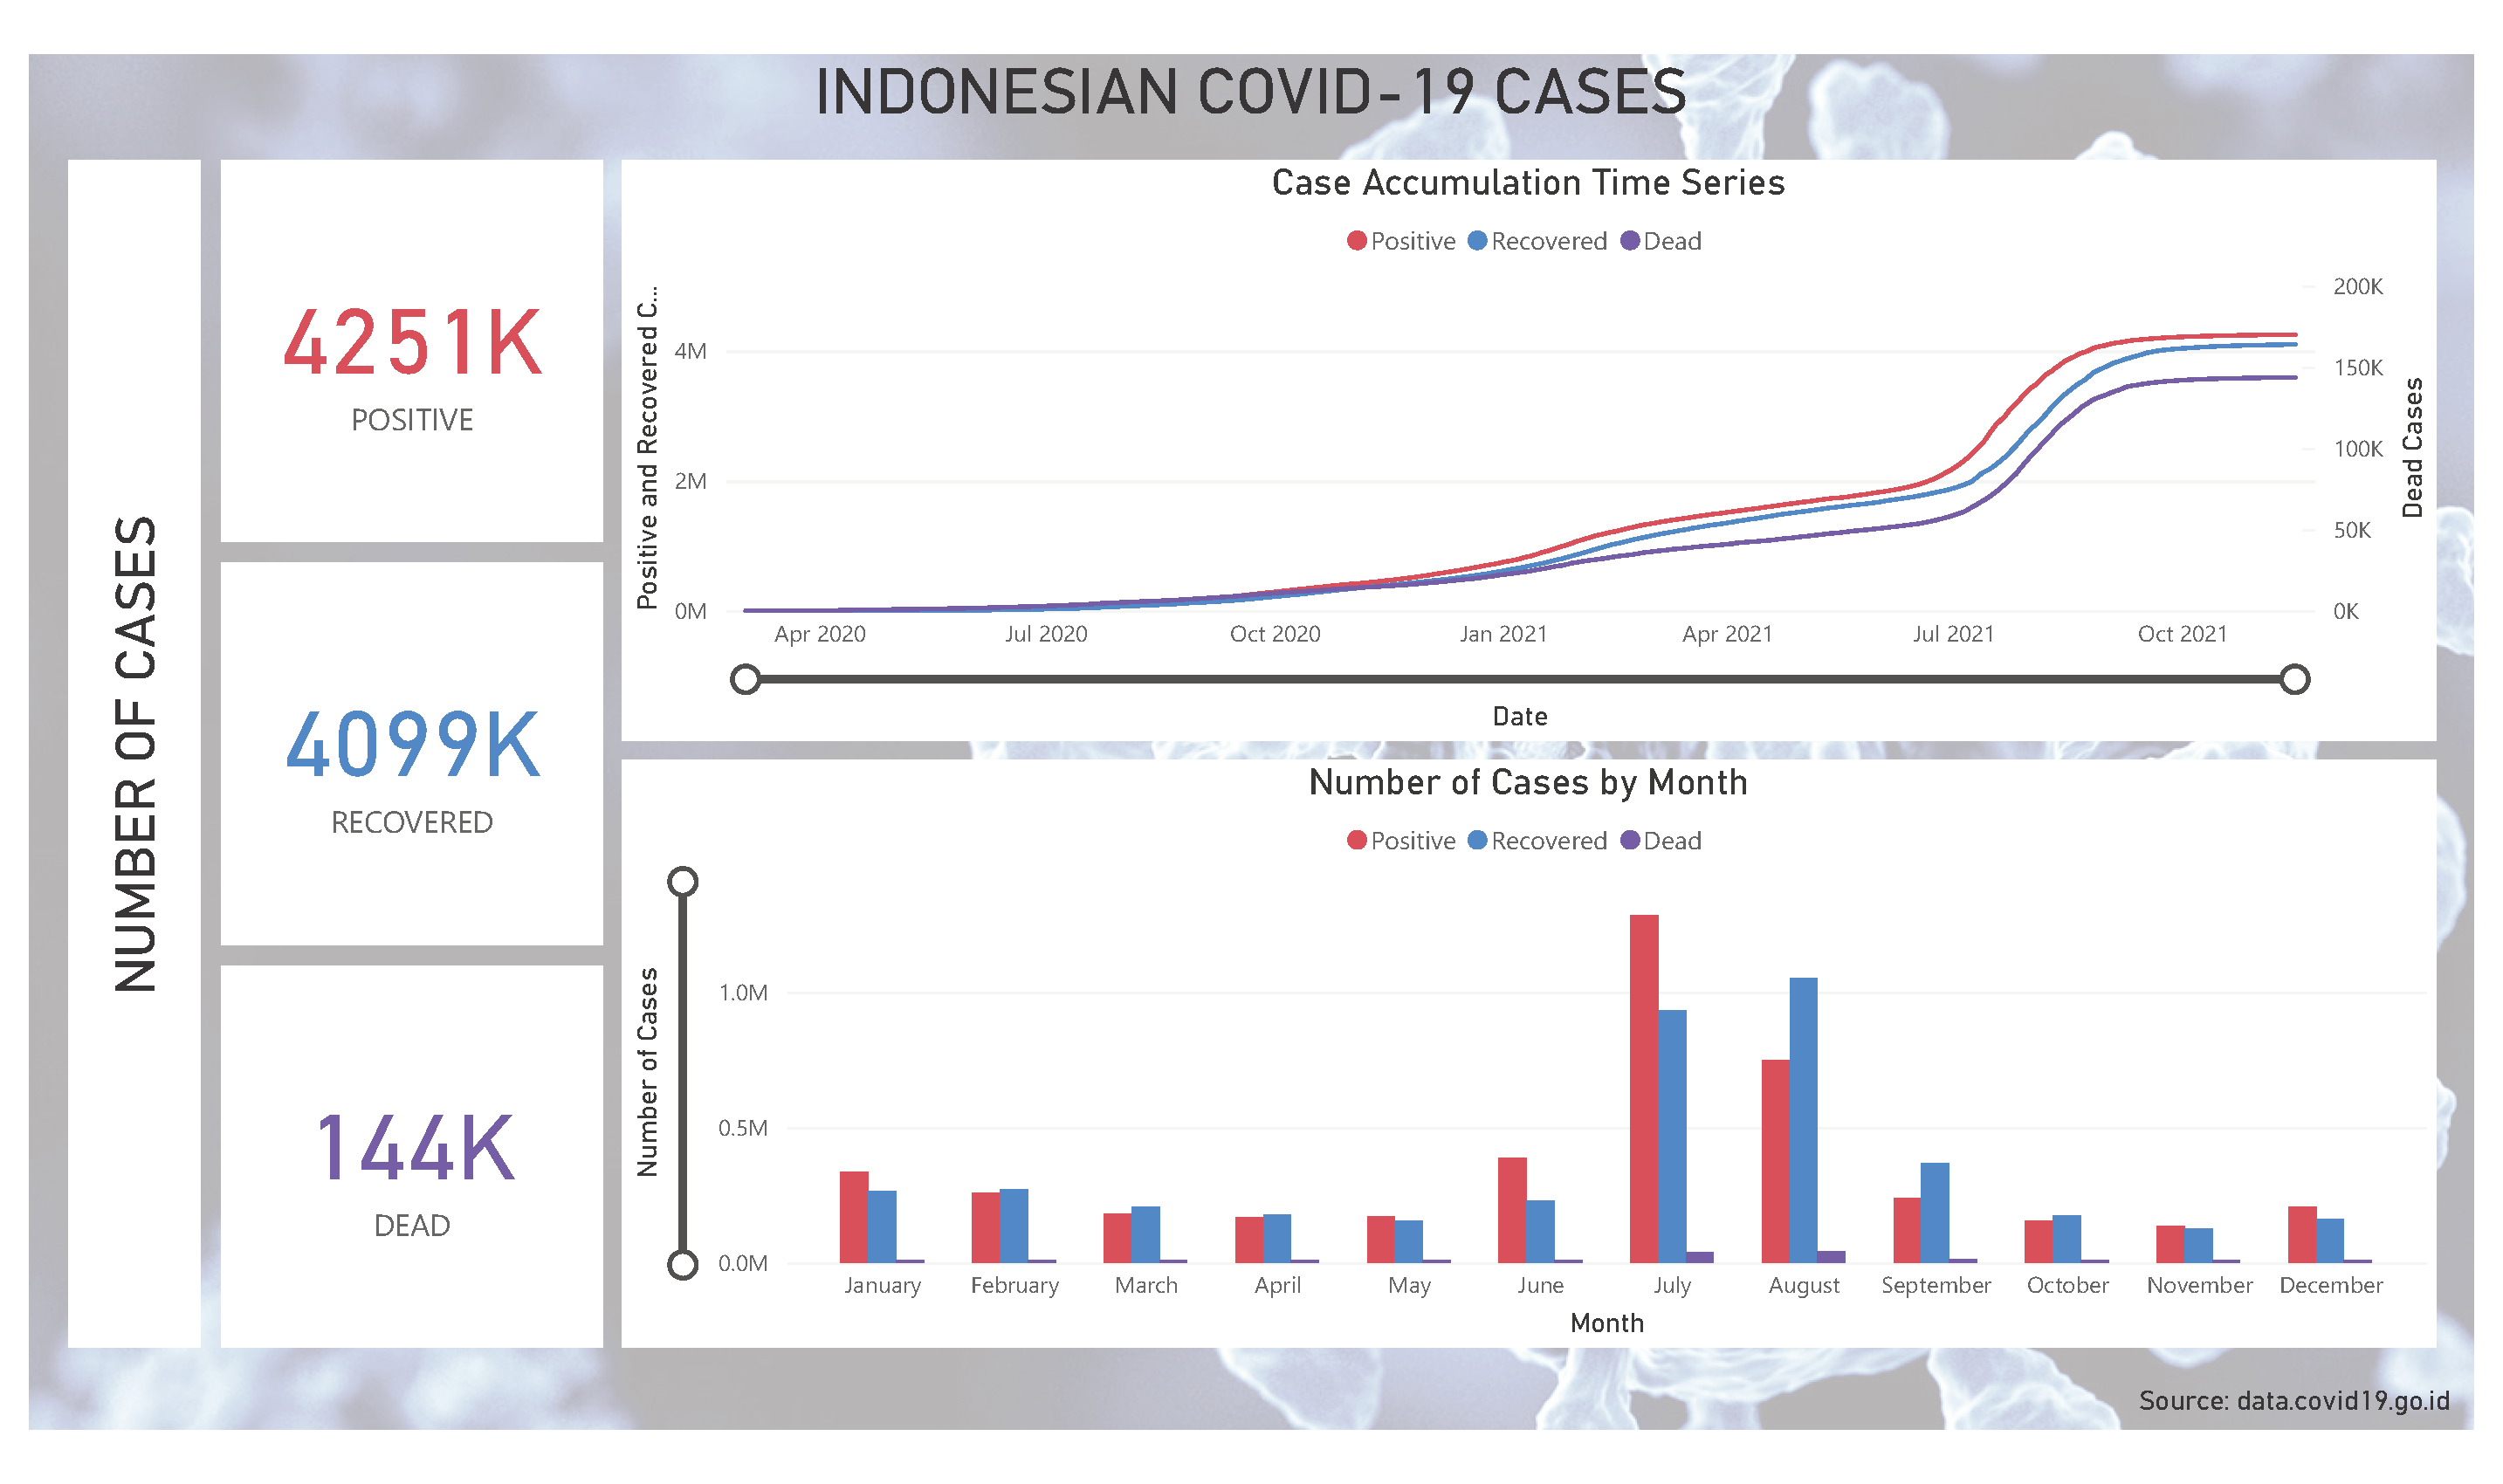 INDONESIAN COVID-19 CASES
NUMBER OF CASES
4251K
POSITIVE
4099K
RECOVERED
144K
DEAD
Case Accumulation Time Series
Positive Recovered Dead
Positive and Recovered C...
4M
2M
0M
200K
150K
100K
50K
0K
Dead Cases
Apr 2020 Jul 2020 Oct 2020 Jan 2021 Apr 2021 Jul 2021 Oct 2021
Date
Number of Cases by Month
Positive Recovered Dead
Number of Cases
1.0M
0.5M
0.0M
January February March April May June July August September October November December
Month
Source: data.covid19.go.id